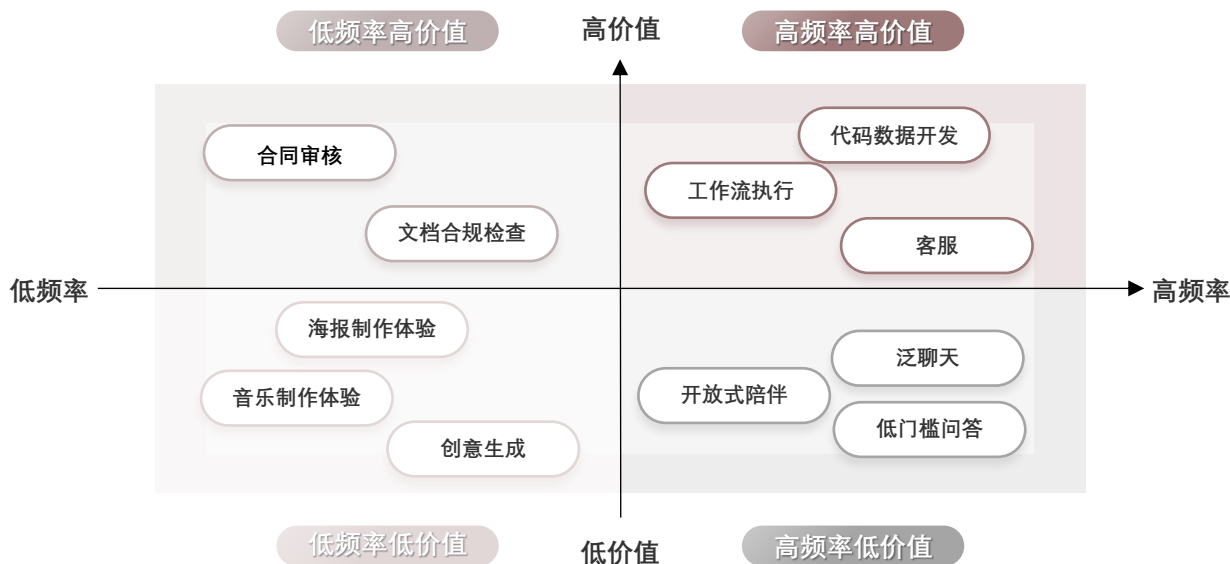 低频率高价值
高价值
高频率高价值
代码数据开发
合同审核
工作流执行
文档合规检查
客服
低频率
高频率
海报制作体验
泛聊天
音乐制作体验
开放式陪伴
低门槛问答
创意生成
低频率低价值
低价值
高频率低价值